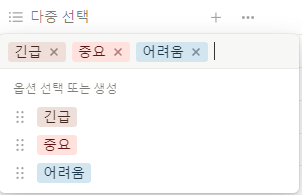 다중 선택
긴급 × 중요 × 어려움 ×
옵션 선택 또는 생성
긴급
중요
어려움